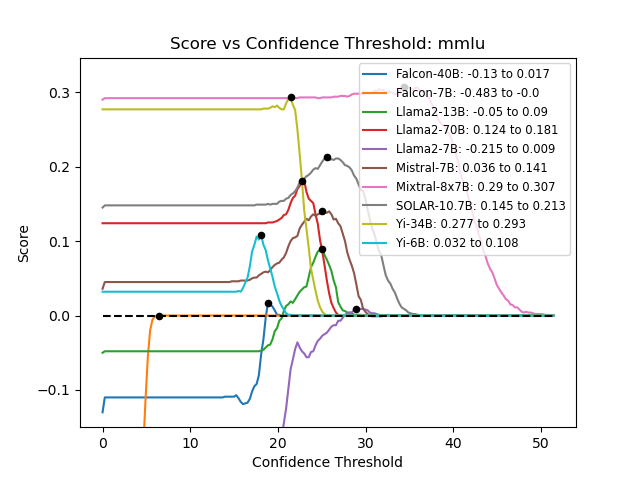 Score vs Confidence Threshold: mmlu
Falcon-40B: -0.13 to 0.017
Falcon-7B: -0.483 to -0.0
Llama2-13B: -0.05 to 0.09
Llama2-70B: 0.124 to 0.181
Llama2-7B: -0.215 to 0.009
Mistral-7B: 0.036 to 0.141
Mixtral-8x7B: 0.29 to 0.307
SOLAR-10.7B: 0.145 to 0.213
Yi-34B: 0.277 to 0.293
Yi-6B: 0.032 to 0.108
Score
0.3
0.2
0.1
0.0
−0.1
0 10 20 30 40 50
Confidence Threshold